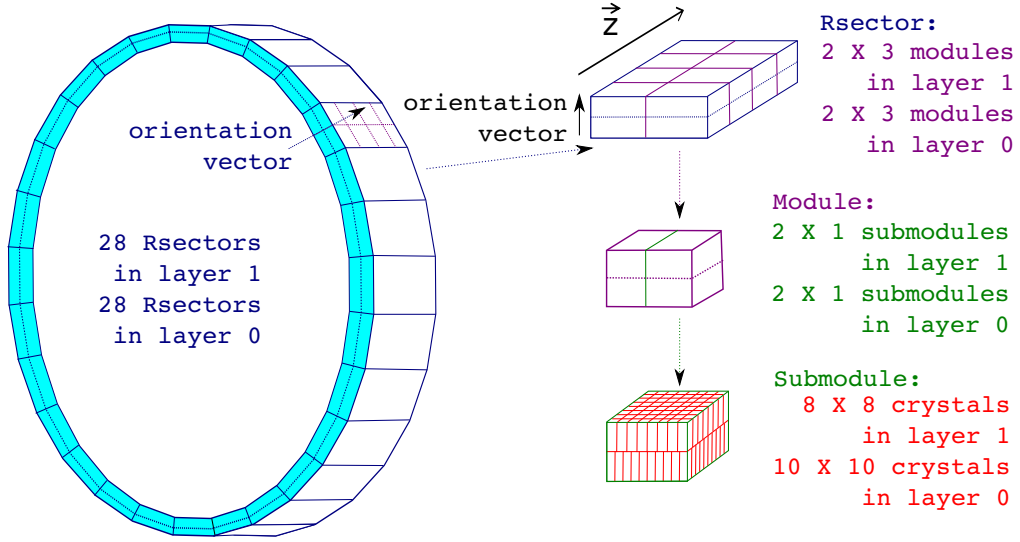 orientation
vector
28 Rsectors
in layer 1
28 Rsectors
in layer 0
z
orientation
vector
Rsector:
2 X 3 modules
in layer 1
2 X 3 modules
in layer 0
Module:
2 X 1 submodules
in layer 1
2 X 1 submodules
in layer 0
Submodule:
8 X 8 crystals
in layer 1
10 X 10 crystals
in layer 0